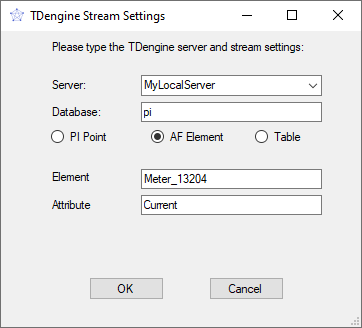 TDengine Stream Settings
Please type the TDengine server and stream settings:
Server: MyLocalServer
Database: pi
PI Point AF Element Table
Element Meter_13204
Attribute Current
OK Cancel